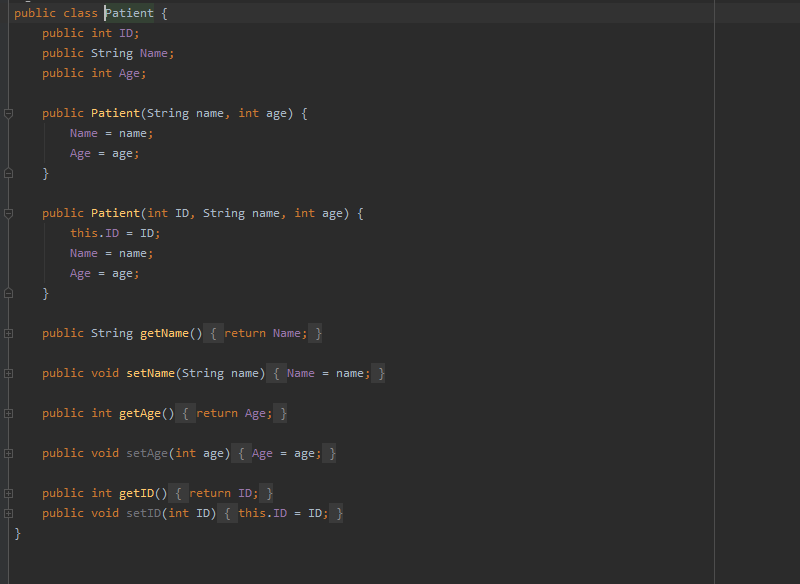 public class Patient {
public int ID;
public String Name;
public int Age;
public Patient(String name, int age) {
Name = name;
Age = age;
}
public Patient(int ID, String name, int age) {
this.ID = ID;
Name = name;
Age = age;
}
public String getName() { return Name; }
public void setName(String name) { Name = name; }
public int getAge() { return Age; }
public void setAge(int age) { Age = age; }
public int getID() { return ID; }
public void setID(int ID) { this.ID = ID; }
}